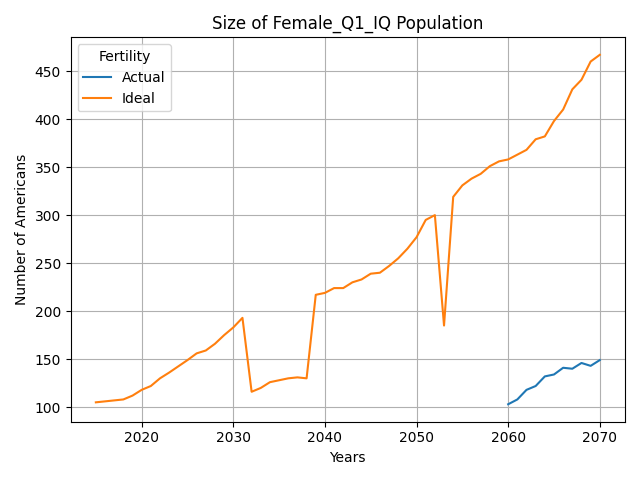 Size of Female_Q1_IQ Population
Fertility
Actual
Ideal
Number of Americans
450
400
350
300
250
200
150
100
2020 2030 2040 2050 2060 2070
Years